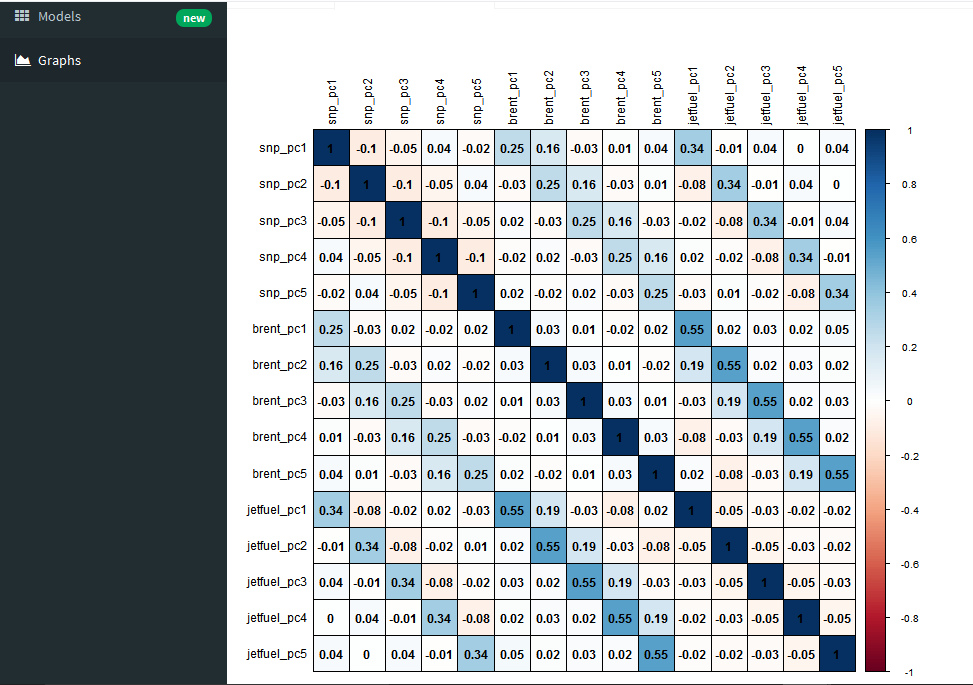 Models new
Graphs
snp_pc1 snp_pc2 snp_pc3 snp_pc4 snp_pc5 brent_pc1 brent_pc2 brent_pc3 brent_pc4 brent_pc5 jetfuel_pc1 jetfuel_pc2 jetfuel_pc3 jetfuel_pc4 jetfuel_pc5
snp_pc1 1 -0.1 -0.05 0.04 -0.02 0.25 0.16 -0.03 0.01 0.04 0.34 -0.01 0.04 0 0.04
snp_pc2 -0.1 1 -0.1 -0.05 0.04 -0.03 0.25 0.16 -0.03 0.01 -0.08 0.34 -0.01 0.04 0
snp_pc3 -0.05 -0.1 1 -0.1 -0.05 0.02 -0.03 0.25 0.16 -0.03 -0.02 -0.08 0.34 -0.01 0.04
snp_pc4 0.04 -0.05 -0.1 1 -0.1 -0.02 0.02 -0.03 0.25 0.16 0.02 -0.02 -0.08 0.34 -0.01
snp_pc5 -0.02 0.04 -0.05 -0.1 1 0.02 -0.02 0.02 -0.03 0.25 -0.03 0.01 -0.02 -0.08 0.34
brent_pc1 0.25 -0.03 0.02 -0.02 0.02 1 0.03 0.01 -0.02 0.02 0.55 0.02 0.03 0.02 0.05
brent_pc2 0.16 0.25 -0.03 0.02 -0.02 0.03 1 0.03 0.01 -0.02 0.19 0.55 0.02 0.03 0.02
brent_pc3 -0.03 0.16 0.25 -0.03 0.02 0.01 0.03 1 0.03 0.01 -0.03 0.19 0.55 0.02 0.03
brent_pc4 0.01 -0.03 0.16 0.25 -0.03 -0.02 0.01 0.03 1 0.03 -0.08 -0.03 0.19 0.55 0.02
brent_pc5 0.04 0.01 -0.03 0.16 0.25 0.02 -0.02 0.01 0.03 1 0.02 -0.08 -0.03 0.19 0.55
jetfuel_pc1 0.34 -0.08 -0.02 0.02 -0.03 0.55 0.19 -0.03 -0.08 0.02 1 -0.05 -0.03 -0.02 -0.02
jetfuel_pc2 -0.01 0.34 -0.08 -0.02 0.01 0.02 0.55 0.19 -0.03 -0.08 -0.05 1 -0.05 -0.03 -0.02
jetfuel_pc3 0.04 -0.01 0.34 -0.08 -0.02 0.03 0.02 0.55 0.19 -0.03 -0.03 -0.05 1 -0.05 -0.03
jetfuel_pc4 0 0.04 -0.01 0.34 -0.08 0.02 0.03 0.02 0.55 0.19 -0.02 -0.03 -0.05 1 -0.05
jetfuel_pc5 0.04 0 0.04 -0.01 0.34 0.05 0.02 0.03 0.02 0.55 -0.02 -0.02 -0.03 -0.05 1
1
0.8
0.6
0.4
0.2
0
-0.2
-0.4
-0.6
-0.8
-1